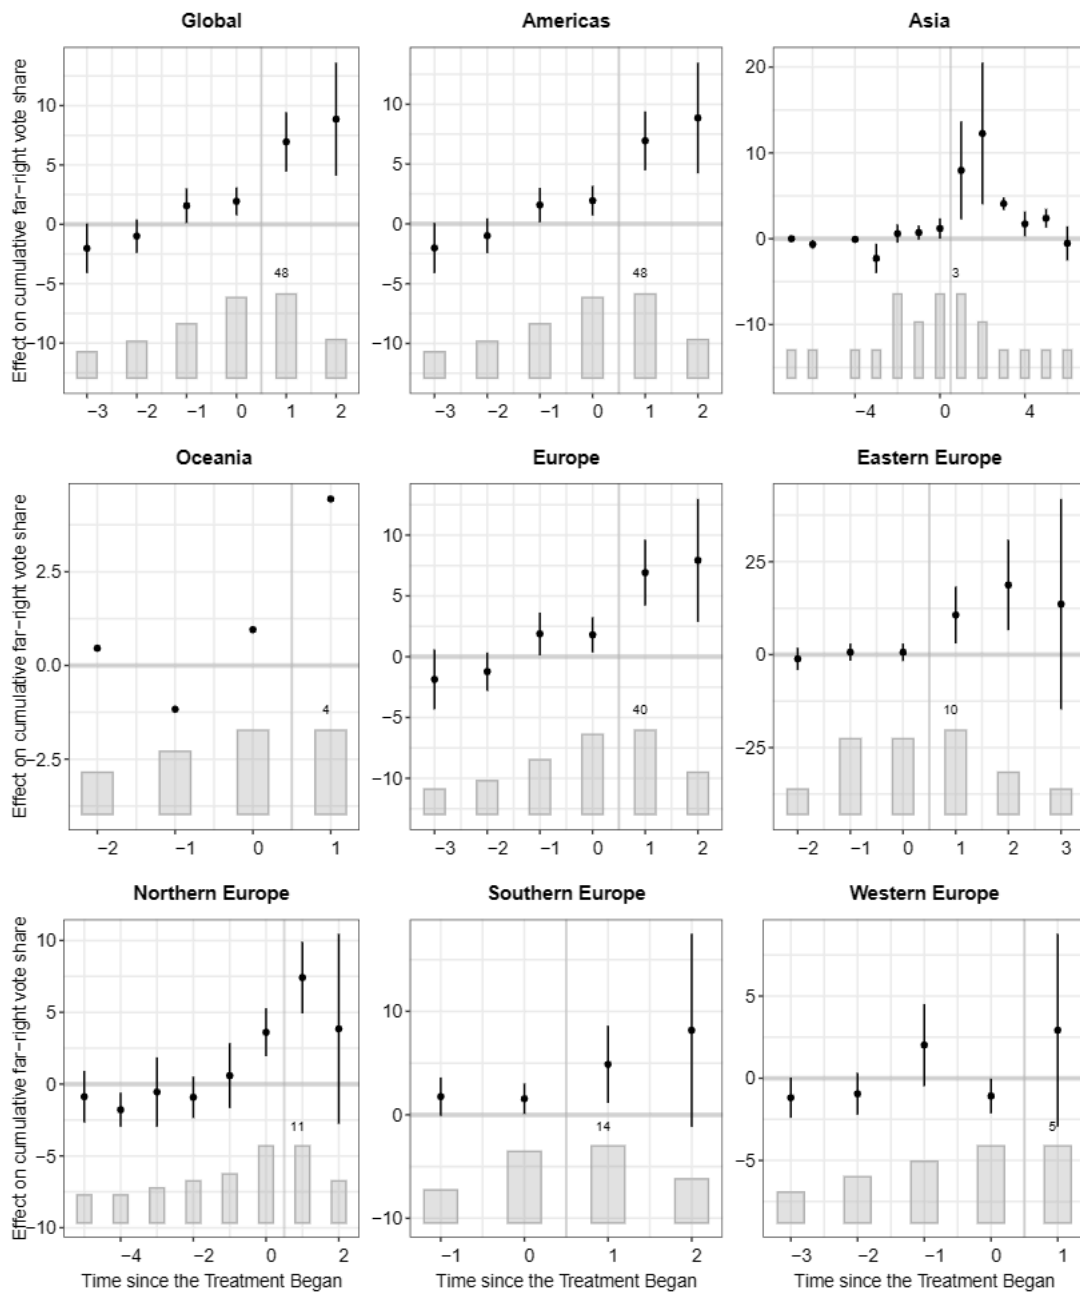 Global
Americas
Asia
Effect on cumulative far−right vote share
10
5
0
−5
−10
48
−3 −2 −1 0 1 2
10
5
0
−5
−10
48
−3 −2 −1 0 1 2
20
10
0
−10
3
−4 0 4
Oceania
Europe
Eastern Europe
Effect on cumulative far−right vote share
2.5
0.0
−2.5
4
−2 −1 0 1
10
5
0
−5
−10
40
−3 −2 −1 0 1 2
25
0
−25
10
−2 −1 0 1 2 3
Northern Europe
Southern Europe
Western Europe
Effect on cumulative far−right vote share
10
5
0
−5
−10
11
−4 −2 0 2
Time since the Treatment Began
10
0
−10
14
−1 0 1 2
Time since the Treatment Began
5
0
−5
5
−3 −2 −1 0 1
Time since the Treatment Began